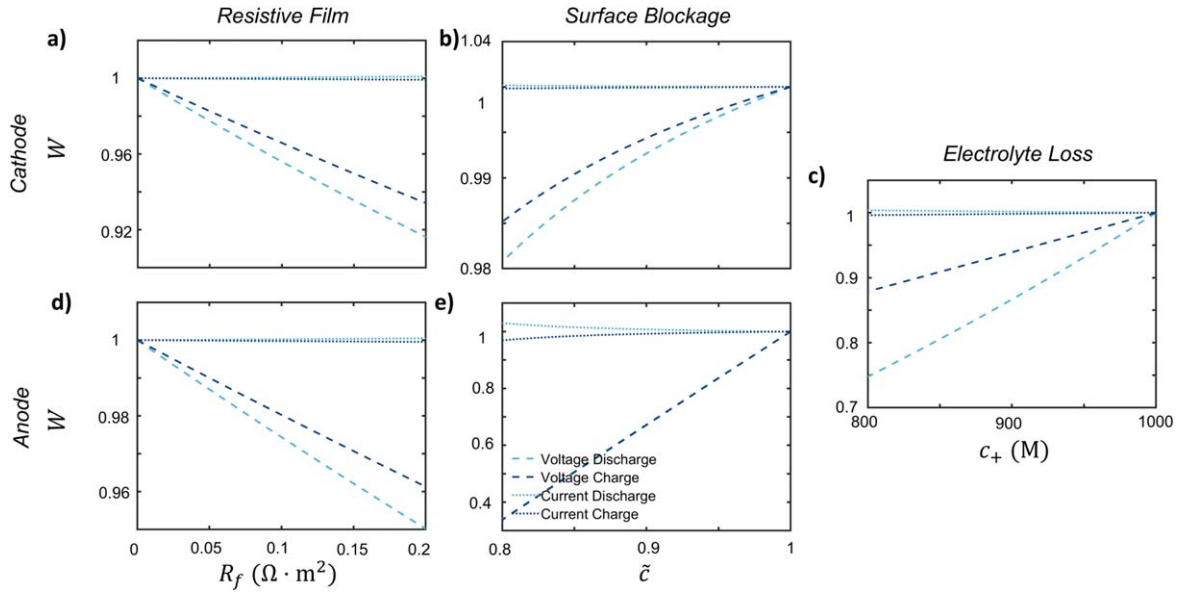 Resistive Film
Surface Blockage
Electrolyte Loss
Cathode
Anode
a)
W
1
0.96
0.92
b)
1.04
1
0.99
0.98
c)
1
0.9
0.8
0.7
800
900
1000
c₊ (M)
d)
W
1
0.98
0.96
0
0.05
0.1
0.15
0.2
R_f (Ω · m²)
e)
1
0.8
0.6
0.4
Voltage Discharge
Voltage Charge
Current Discharge
Current Charge
0.8
0.9
1
c̃